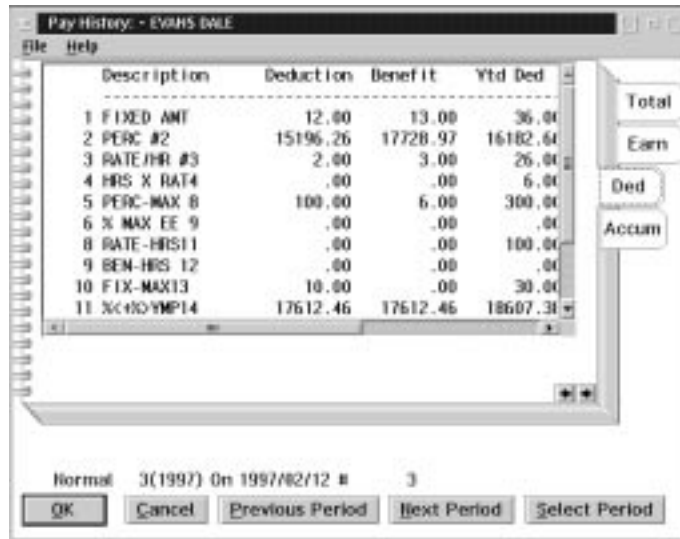 Pay History: - EVANS DALE
File Help
Description Deduction Benefit Ytd Ded
1 FIXED AMT 12.00 13.00 36.0
2 PERC #2 15196.26 17728.97 16182.6
3 RATE/HR #3 2.00 3.00 26.0
4 HRS X RAT4 .00 .00 6.0
5 PERC-MAX 8 100.00 6.00 300.0
6 % MAX EE 9 .00 .00 .0
8 RATE-HRS11 .00 .00 100.0
9 BEN-HRS 12 .00 .00 .0
10 FIX-MAX13 10.00 .00 30.0
11 %<+%>YMP14 17612.46 17612.46 18607.3
Total
Earn
Ded
Accum
Normal 3(1997) On 1997/02/12 # 3
OK Cancel Previous Period Next Period Select Period